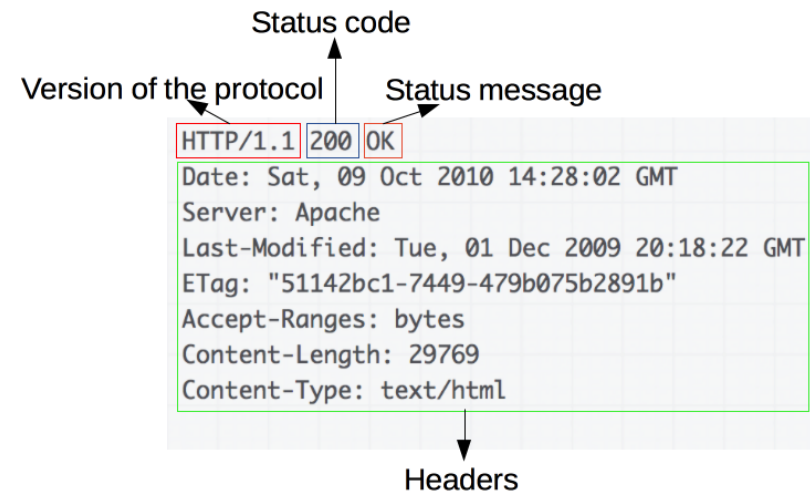 Status code
Version of the protocol
Status message
HTTP/1.1 200 OK
Date: Sat, 09 Oct 2010 14:28:02 GMT
Server: Apache
Last-Modified: Tue, 01 Dec 2009 20:18:22 GMT
ETag: "51142bc1-7449-479b075b2891b"
Accept-Ranges: bytes
Content-Length: 29769
Content-Type: text/html
Headers